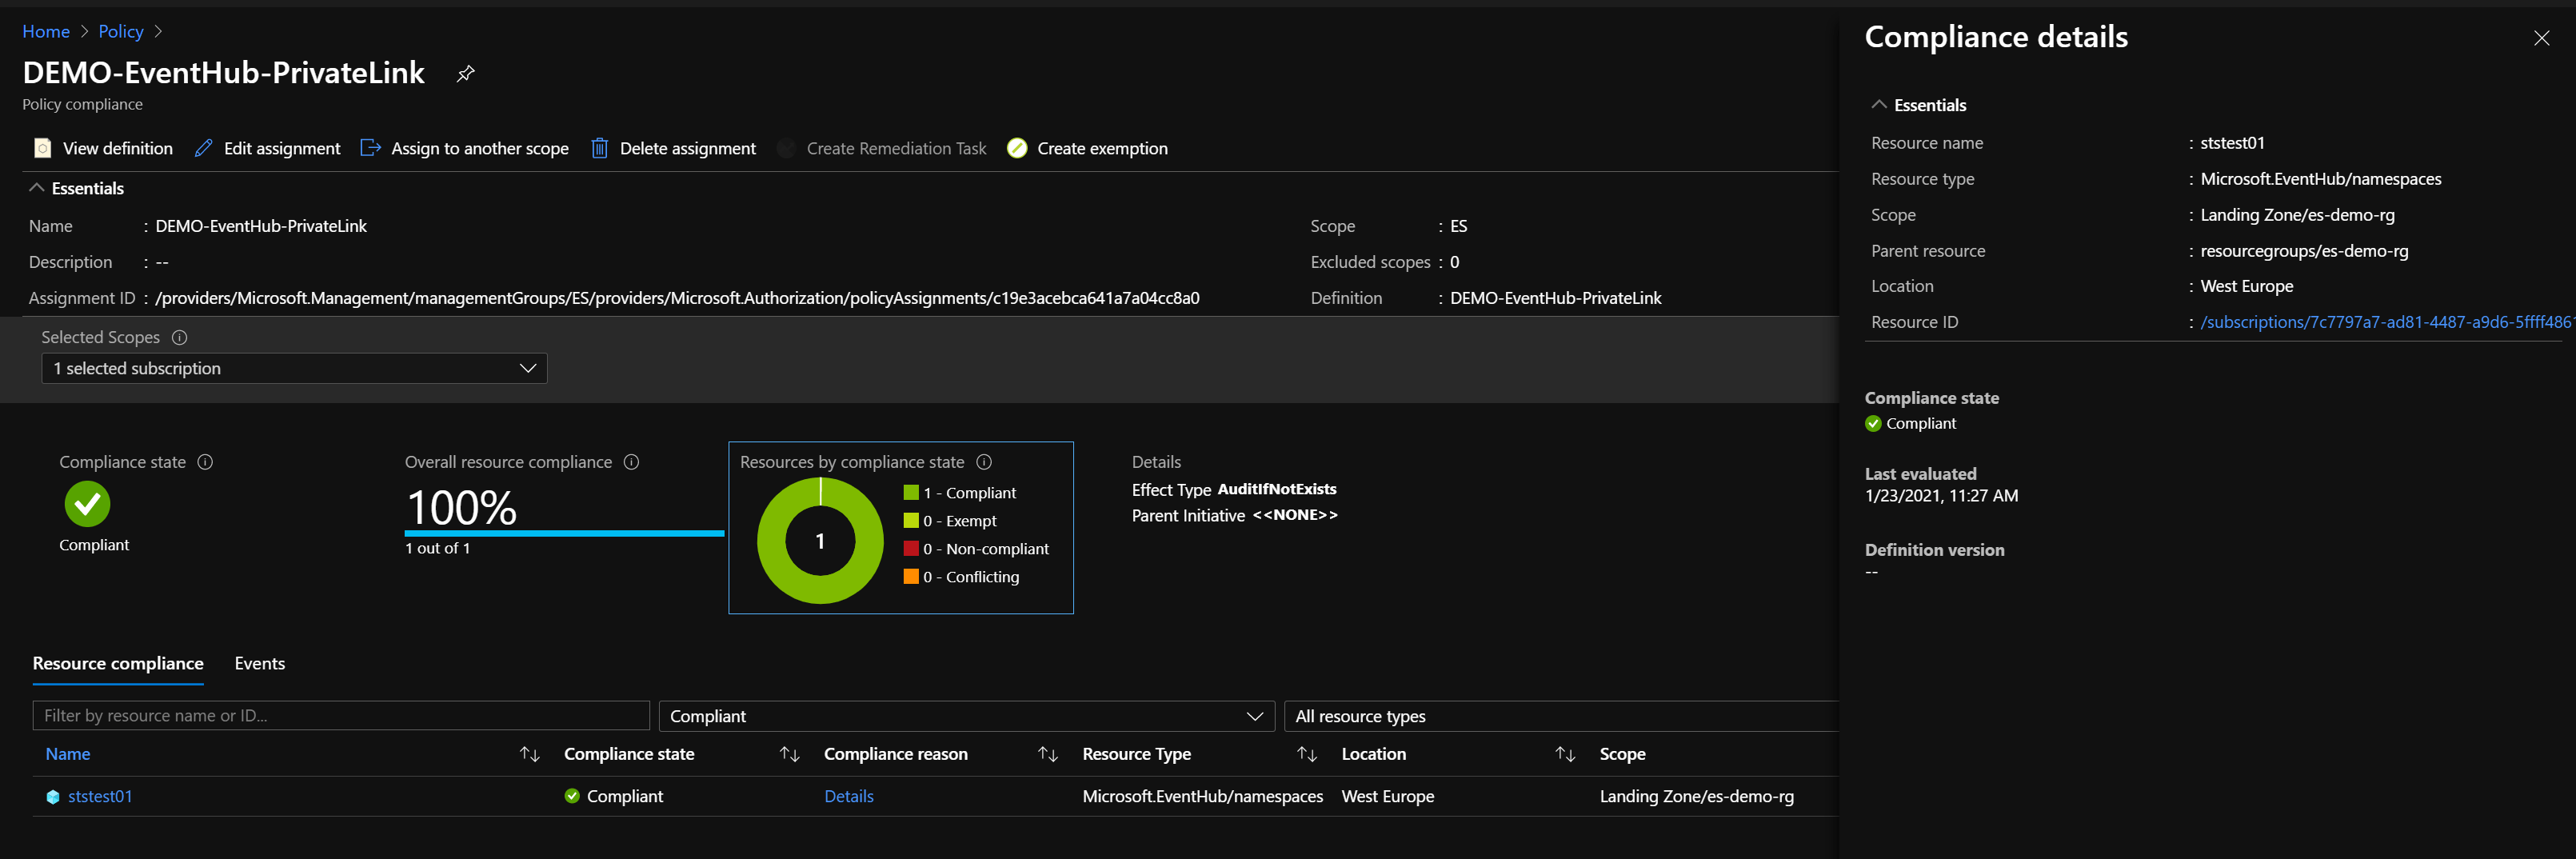 Home > Policy >
DEMO-EventHub-PrivateLink
Policy compliance
View definition Edit assignment Assign to another scope Delete assignment Create Remediation Task Create exemption
Essentials
Name : DEMO-EventHub-PrivateLink Scope : ES
Description : -- Excluded scopes : 0
Assignment ID : /providers/Microsoft.Management/managementGroups/ES/providers/Microsoft.Authorization/policyAssignments/c19e3acebca641a7a04cc8a0 Definition : DEMO-EventHub-PrivateLink
Selected Scopes
1 selected subscription
Compliance state
Compliant
Overall resource compliance
100%
1 out of 1
Resources by compliance state
1
1 - Compliant
0 - Exempt
0 - Non-compliant
0 - Conflicting
Details
Effect Type AuditIfNotExists
Parent Initiative <<NONE>>
Resource compliance Events
Filter by resource name or ID... Compliant All resource types
Name Compliance state Compliance reason Resource Type Location Scope
ststest01 Compliant Details Microsoft.EventHub/namespaces West Europe Landing Zone/es-demo-rg
Compliance details
Essentials
Resource name : ststest01
Resource type : Microsoft.EventHub/namespaces
Scope : Landing Zone/es-demo-rg
Parent resource : resourcegroups/es-demo-rg
Location : West Europe
Resource ID : /subscriptions/7c7797a7-ad81-4487-a9d6-5ffff4861
Compliance state
Compliant
Last evaluated
1/23/2021, 11:27 AM
Definition version
--